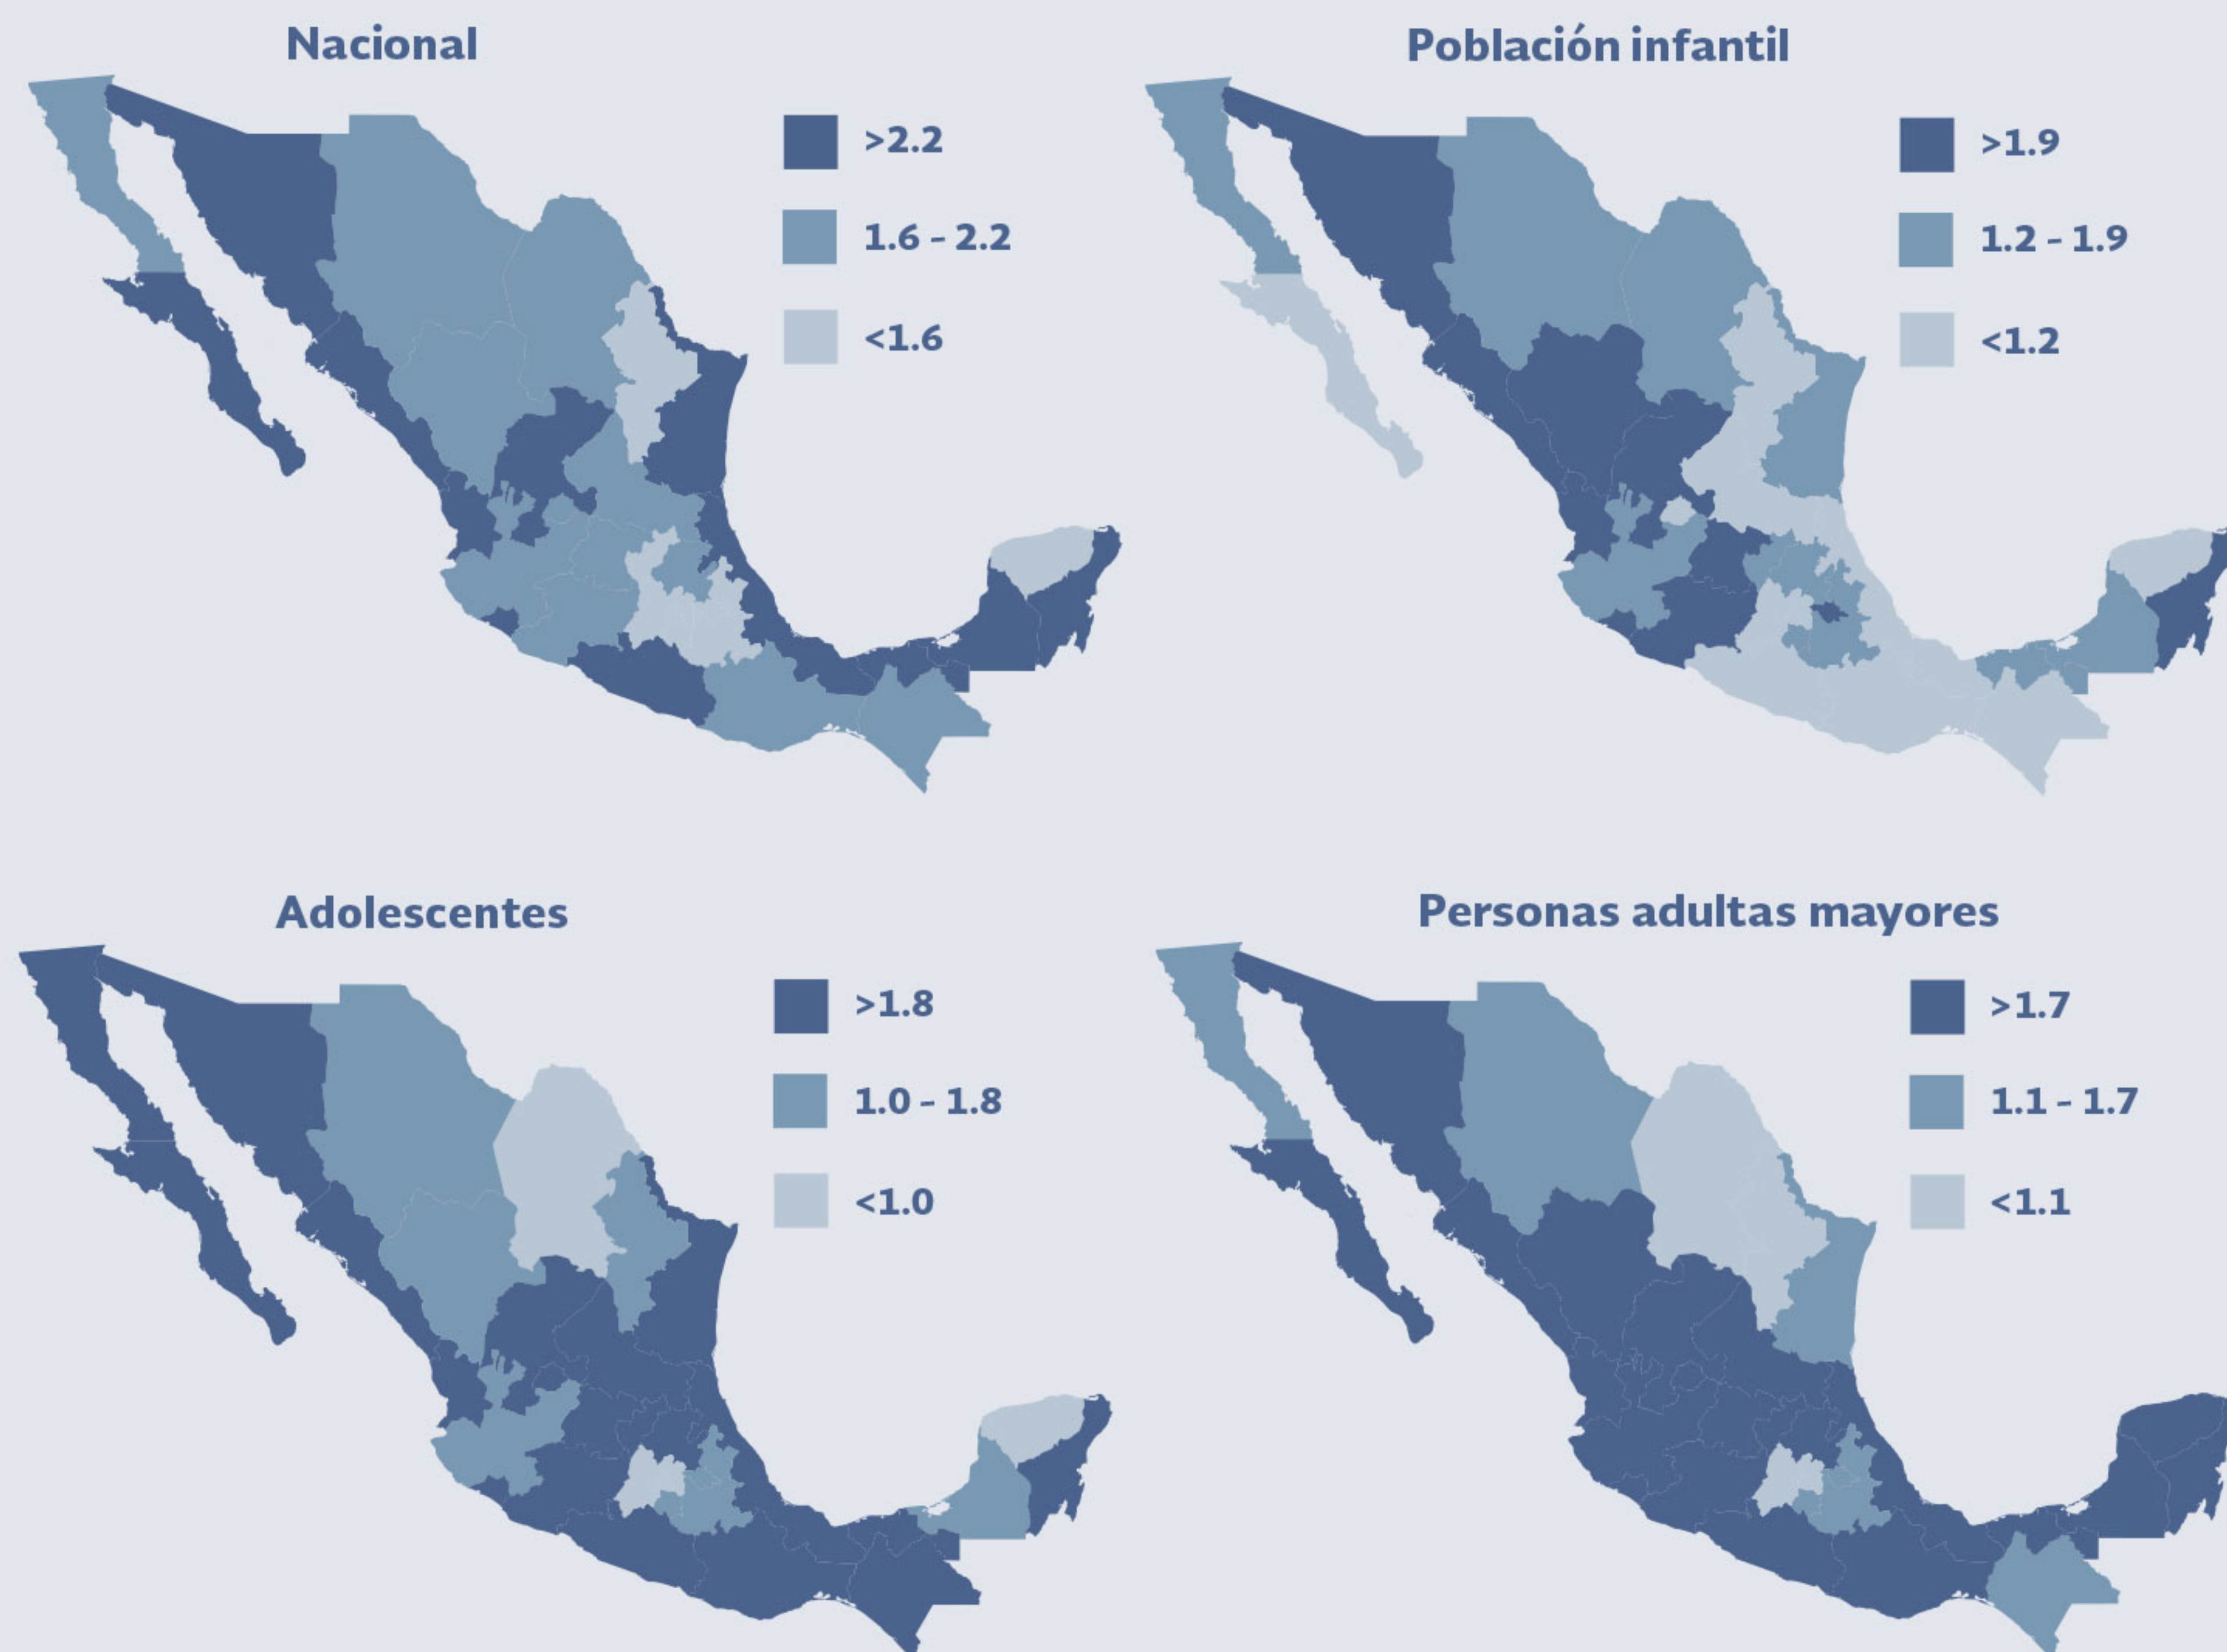 Nacional
>2.2
1.6 - 2.2
<1.6
Población infantil
>1.9
1.2 - 1.9
<1.2
Adolescentes
>1.8
1.0 - 1.8
<1.0
Personas adultas mayores
>1.7
1.1 - 1.7
<1.1